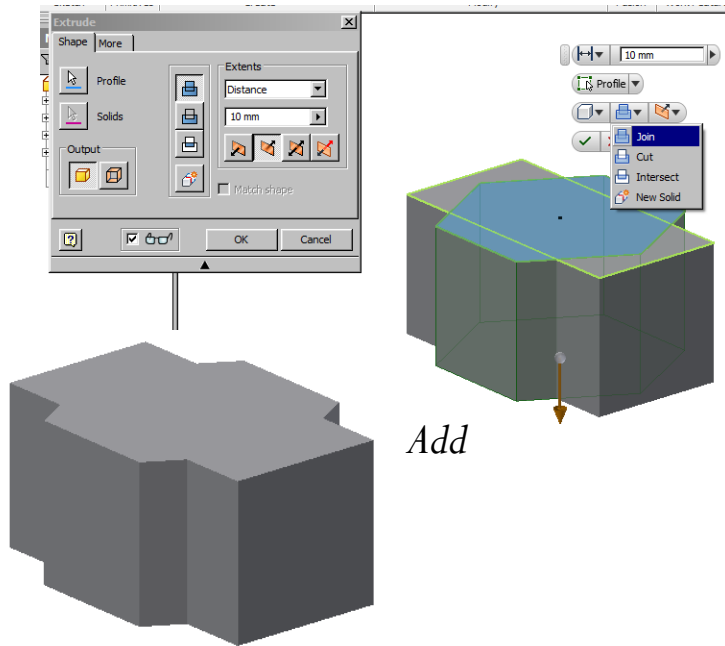 Extrude
Shape
More
Profile
Solids
Output
Extents
Distance
10 mm
Match shape
OK
Cancel
10 mm
Profile
Join
Cut
Intersect
New Solid
Add